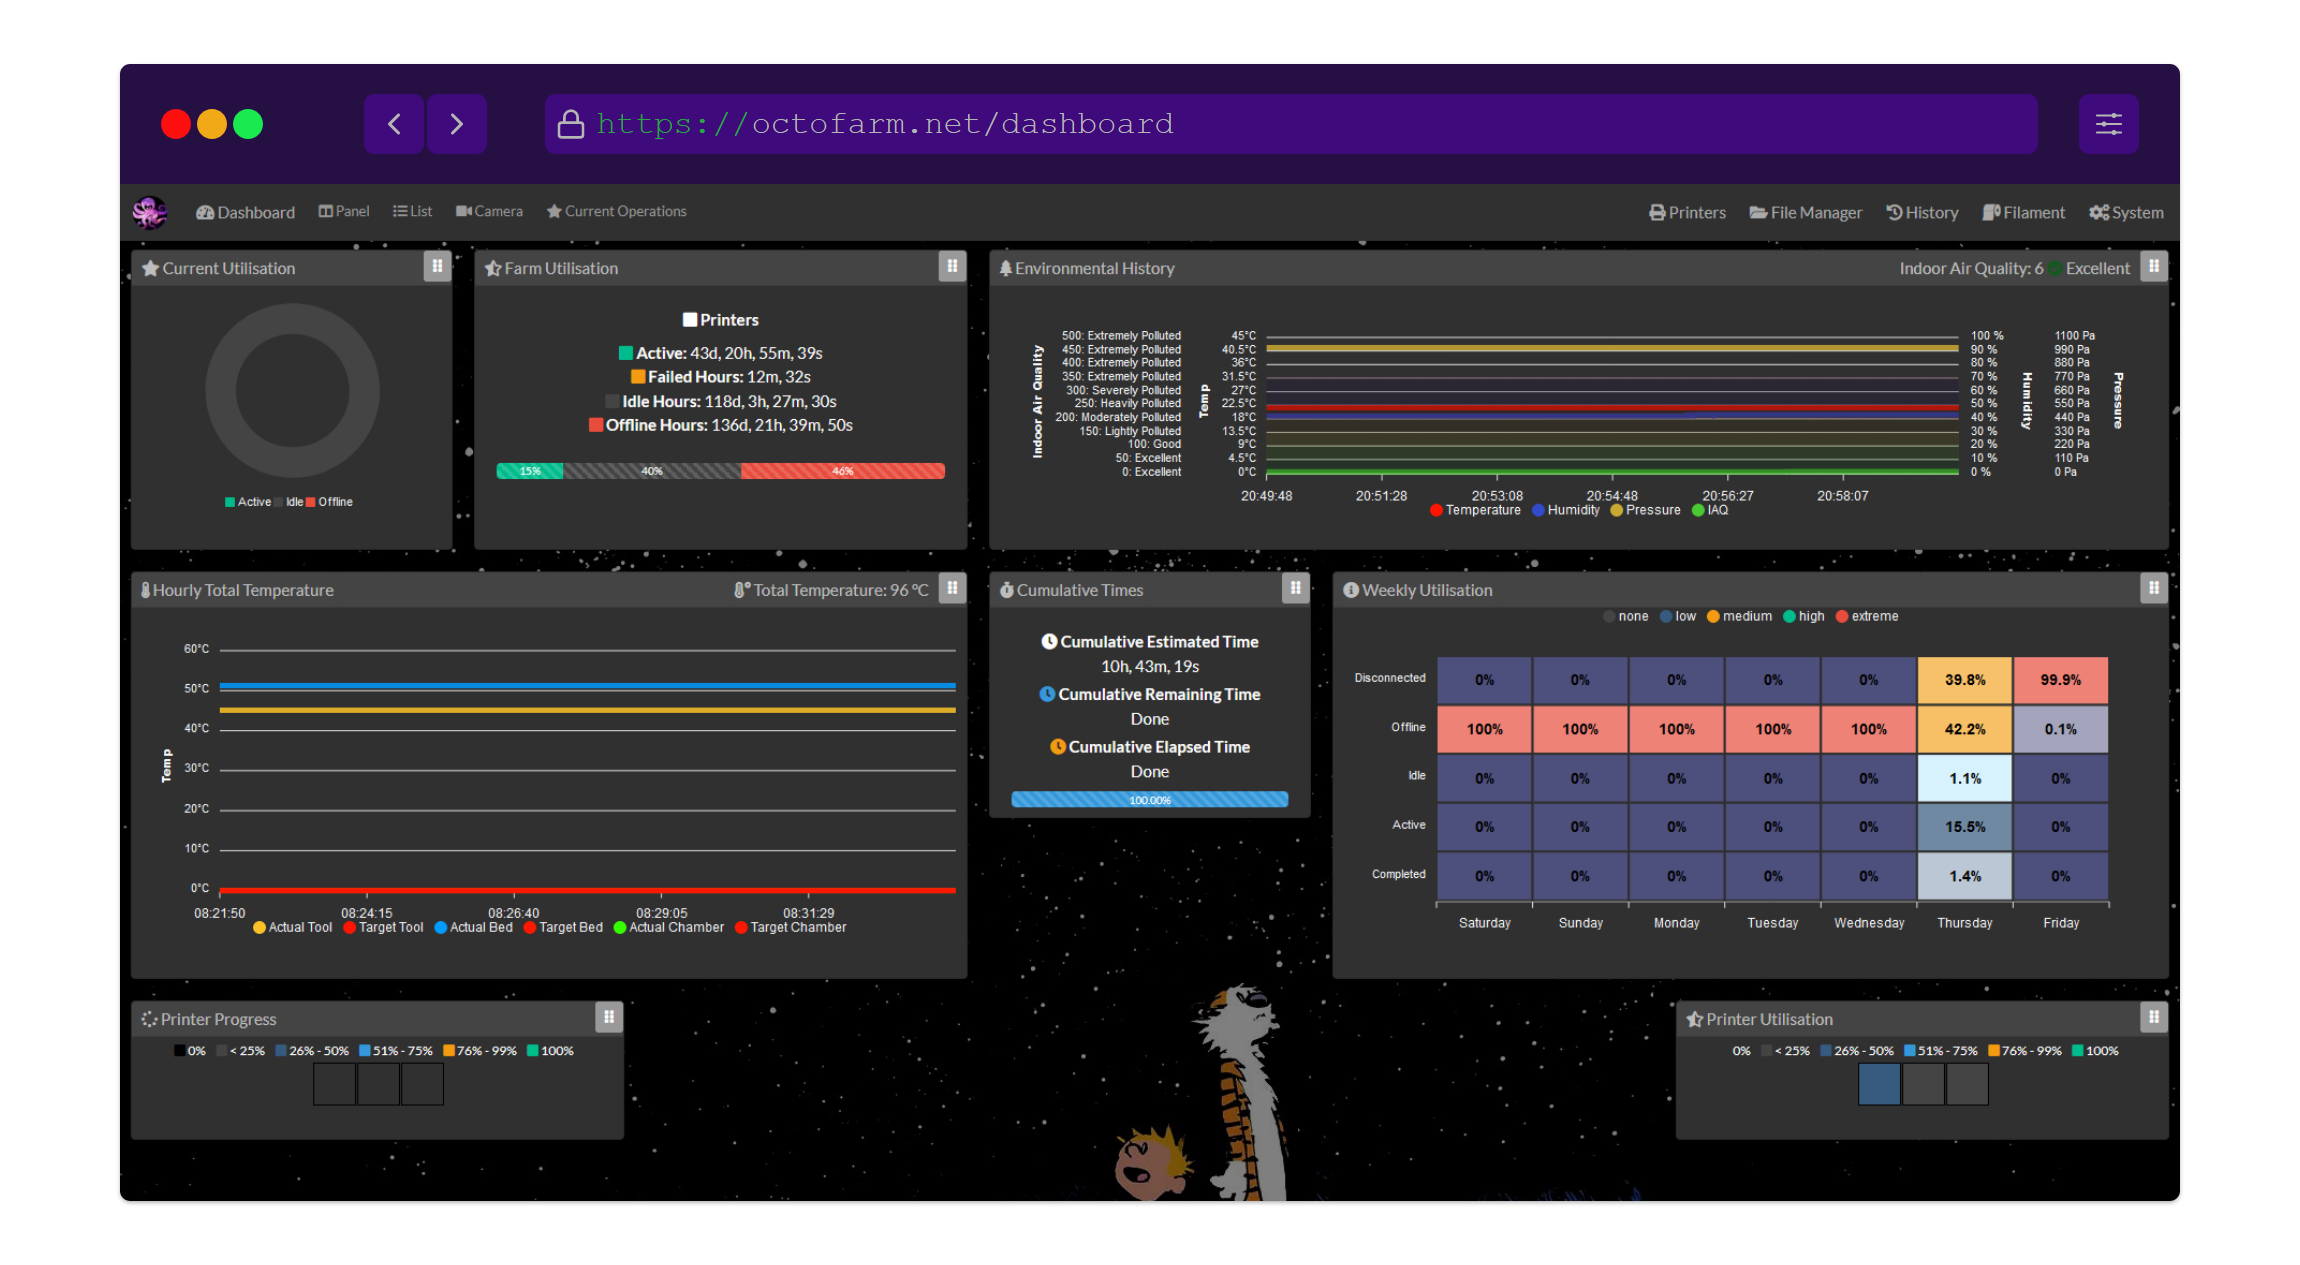 https://octofarm.net/dashboard
Dashboard Panel List Camera Current Operations Printers File Manager History Filament System
Current Utilisation
Active Idle Offline
Farm Utilisation
Printers
Active: 43d, 20h, 55m, 39s
Failed Hours: 12m, 32s
Idle Hours: 118d, 3h, 27m, 30s
Offline Hours: 136d, 21h, 39m, 50s
15% 40% 46%
Environmental History Indoor Air Quality: 6 Excellent
Indoor Air Quality
Temp
Humidity
Pressure
500: Extremely Polluted 45°C 100 % 1100 Pa
450: Extremely Polluted 40.5°C 90 % 990 Pa
400: Extremely Polluted 36°C 80 % 880 Pa
350: Extremely Polluted 31.5°C 70 % 770 Pa
300: Severely Polluted 27°C 60 % 660 Pa
250: Heavily Polluted 22.5°C 50 % 550 Pa
200: Moderately Polluted 18°C 40 % 440 Pa
150: Lightly Polluted 13.5°C 30 % 330 Pa
100: Good 9°C 20 % 220 Pa
50: Excellent 4.5°C 10 % 110 Pa
0: Excellent 0°C 0 % 0 Pa
20:49:48 20:51:28 20:53:08 20:54:48 20:56:27 20:58:07
Temperature Humidity Pressure IAQ
Hourly Total Temperature Total Temperature: 96 °C
Temp
60°C
50°C
40°C
30°C
20°C
10°C
0°C
08:21:50 08:24:15 08:26:40 08:29:05 08:31:29
Actual Tool Target Tool Actual Bed Target Bed Actual Chamber Target Chamber
Cumulative Times
Cumulative Estimated Time
10h, 43m, 19s
Cumulative Remaining Time
Done
Cumulative Elapsed Time
Done
100.00%
Weekly Utilisation
none low medium high extreme
Disconnected 0% 0% 0% 0% 0% 39.8% 99.9%
Offline 100% 100% 100% 100% 100% 42.2% 0.1%
Idle 0% 0% 0% 0% 0% 1.1% 0%
Active 0% 0% 0% 0% 0% 15.5% 0%
Completed 0% 0% 0% 0% 0% 1.4% 0%
Saturday Sunday Monday Tuesday Wednesday Thursday Friday
Printer Progress
0% < 25% 26% - 50% 51% - 75% 76% - 99% 100%
Printer Utilisation
0% < 25% 26% - 50% 51% - 75% 76% - 99% 100%